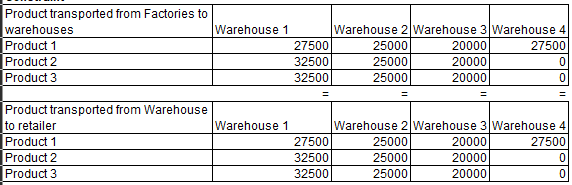 Product transported from Factories to
warehouses Warehouse 1 Warehouse 2 Warehouse 3 Warehouse 4
Product 1 27500 25000 20000 27500
Product 2 32500 25000 20000 0
Product 3 32500 25000 20000 0
= = = =
Product transported from Warehouse
to retailer Warehouse 1 Warehouse 2 Warehouse 3 Warehouse 4
Product 1 27500 25000 20000 27500
Product 2 32500 25000 20000 0
Product 3 32500 25000 20000 0